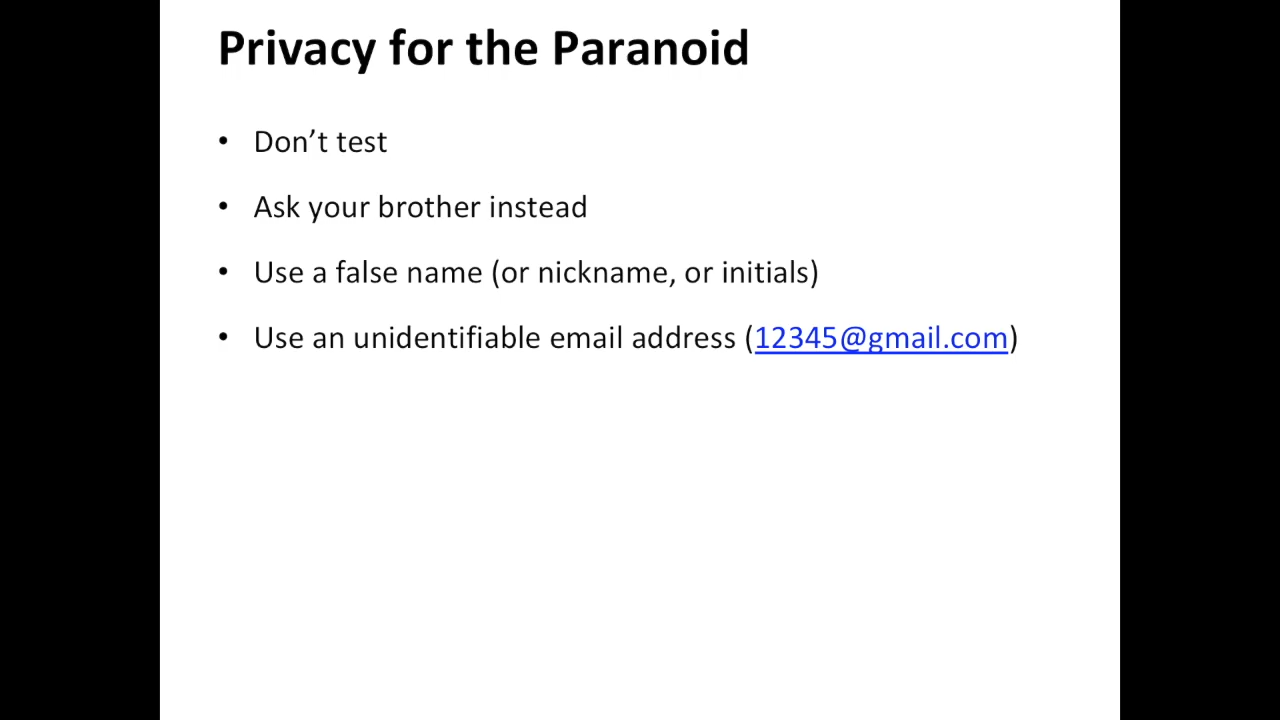 Privacy for the Paranoid
• Don’t test
• Ask your brother instead
• Use a false name (or nickname, or initials)
• Use an unidentifiable email address (12345@gmail.com)